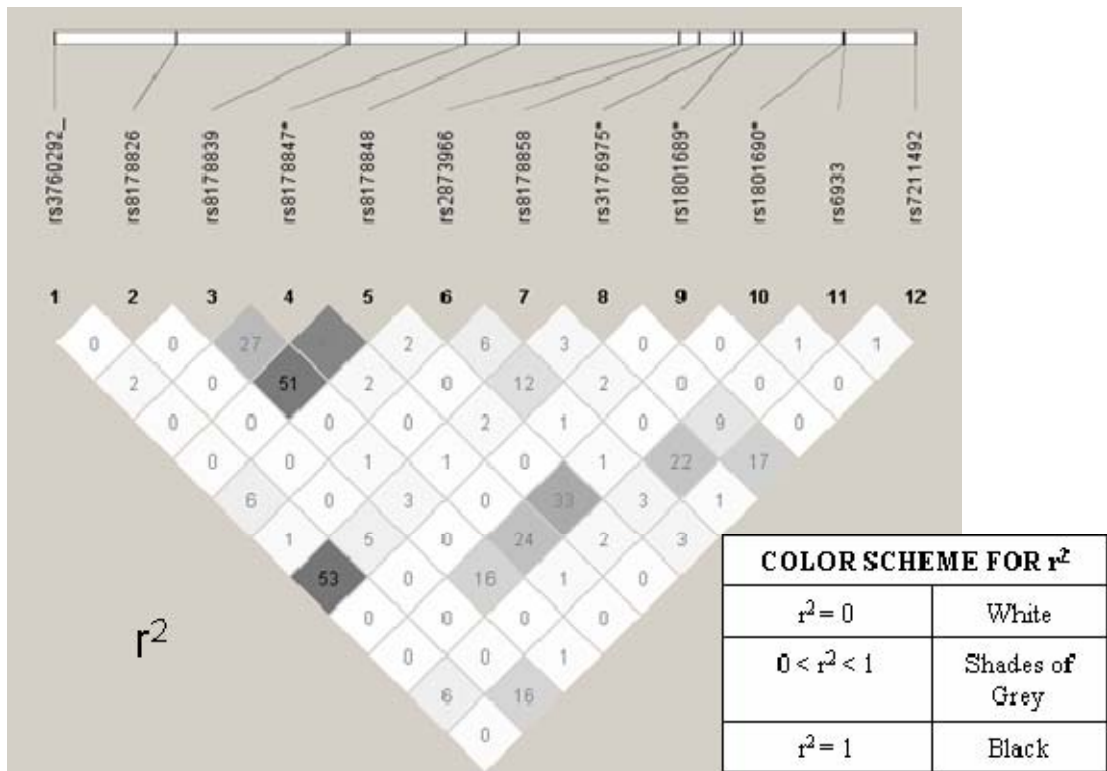 rs3760292_
rs8178826
rs8178839
rs8178847*
rs8178848
rs2873966
rs8178858
rs3176975*
rs1801689*
rs1801690*
rs6933
rs7211492
1 2 3 4 5 6 7 8 9 10 11 12
0 0 27 2 6 3 0 0 1 1
2 0 51 2 0 12 2 0 0 0
0 0 0 0 2 1 0 9 0
0 0 1 1 0 1 22 17
6 0 3 0 33 3 1
1 5 0 24 2 3
53 0 16 1 0
0 0 0 0
0 0 1
6 16
0
r²
COLOR SCHEME FOR r²
r² = 0 White
0 < r² < 1 Shades of
Grey
r² = 1 Black